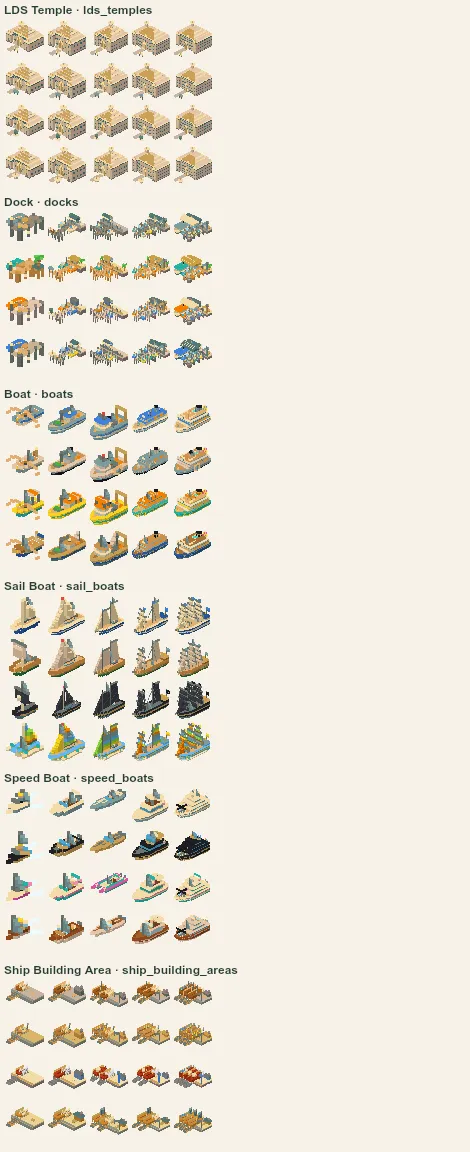 LDS Temple · lds_temples
Dock · docks
Boat · boats
Sail Boat · sail_boats
Speed Boat · speed_boats
Ship Building Area · ship_building_areas